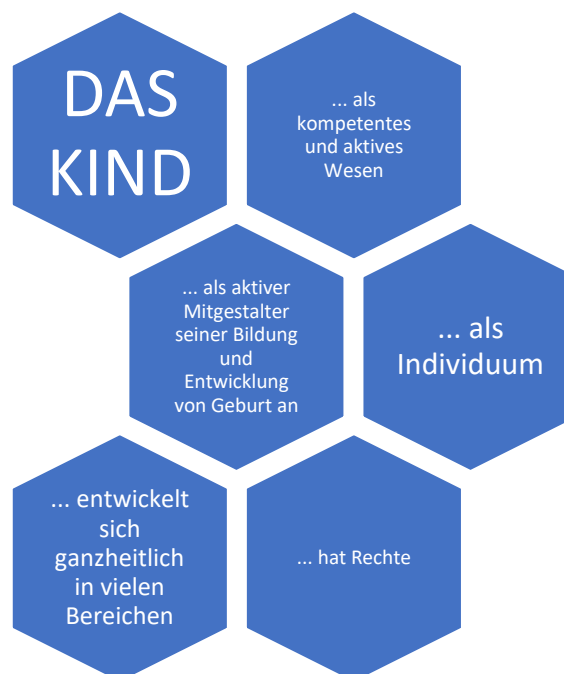 DAS
KIND
... als
kompetentes
und aktives
Wesen
... als aktiver
Mitgestalter
seiner Bildung
und
Entwicklung
von Geburt an
... als
Individuum
... entwickelt
sich
ganzheitlich
in vielen
Bereichen
... hat Rechte